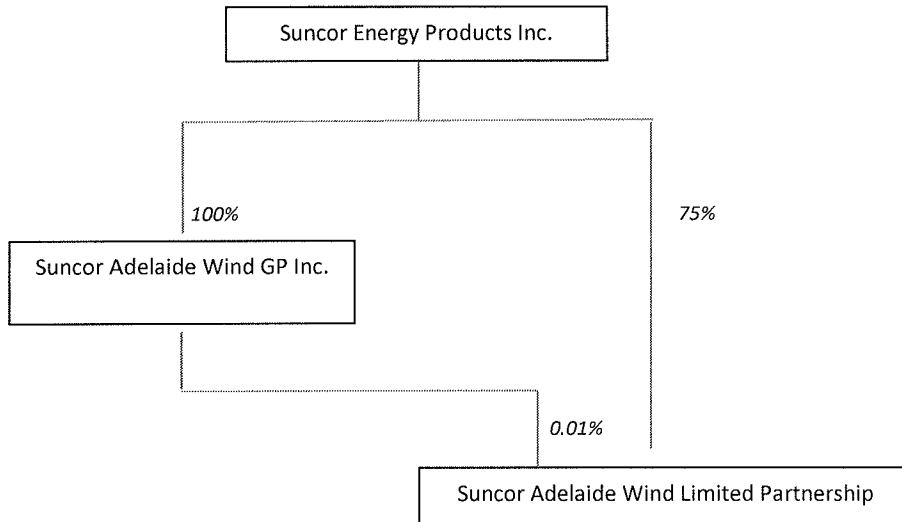 Suncor Energy Products Inc.
100%
75%
Suncor Adelaide Wind GP Inc.
0.01%
Suncor Adelaide Wind Limited Partnership